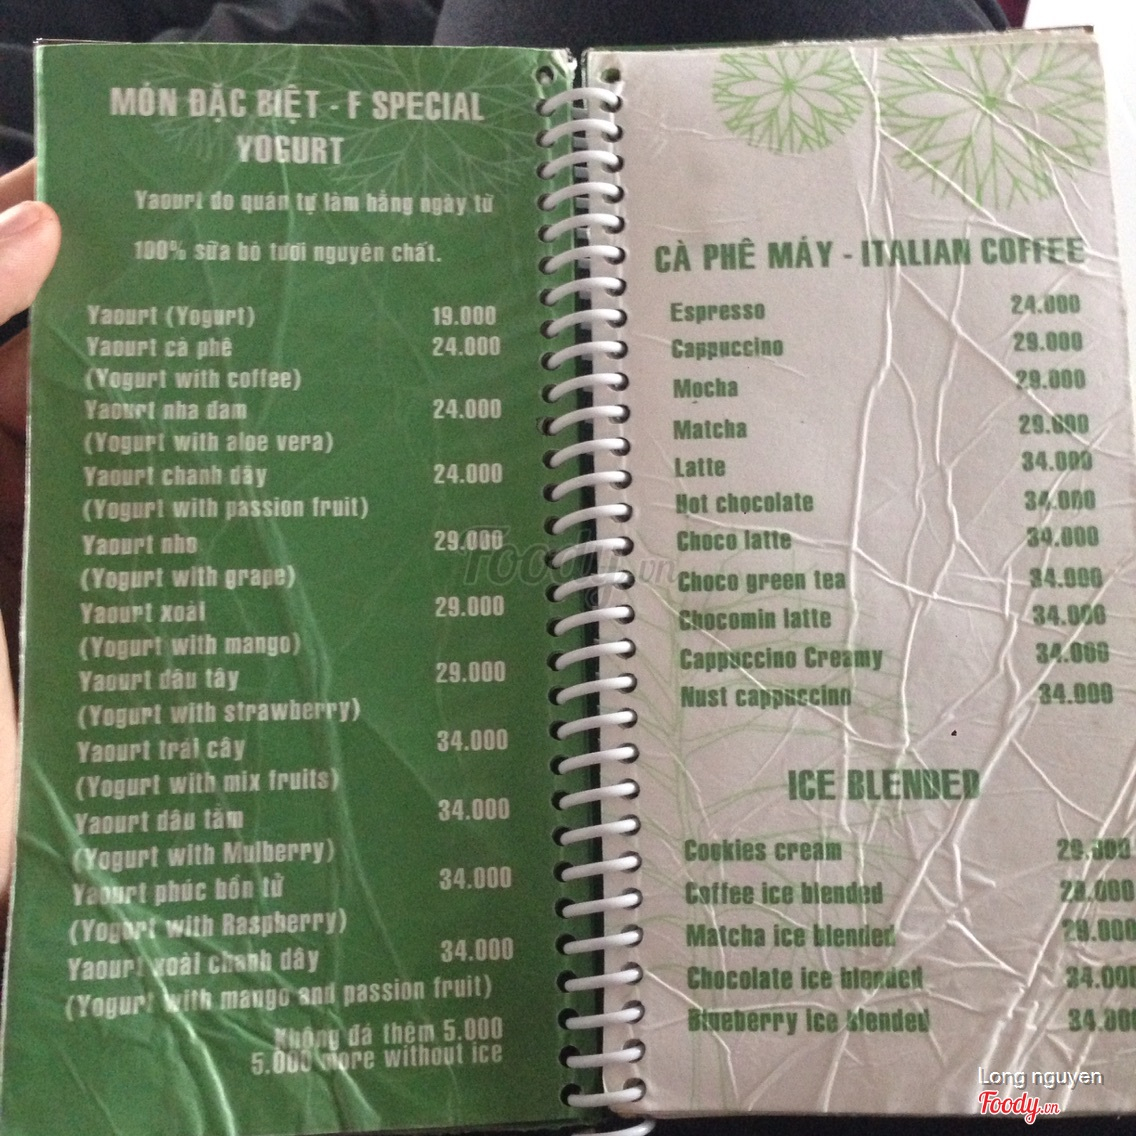 MÓN ĐẶC BIỆT - F SPECIAL
YOGURT
Yaourt do quán tự làm hằng ngày từ
100% sữa bò tươi nguyên chất.
Yaourt (Yogurt) 19.000
Yaourt cà phê 24.000
(Yogurt with coffee)
Yaourt nha đam 24.000
(Yogurt with aloe vera)
Yaourt chanh dây 24.000
(Yogurt with passion fruit)
Yaourt nho 29.000
(Yogurt with grape)
Yaourt xoài 29.000
(Yogurt with mango)
Yaourt dâu tây 29.000
(Yogurt with strawberry)
Yaourt trái cây 34.000
(Yogurt with mix fruits)
Yaourt dâu tằm 34.000
(Yogurt with Mulberry)
Yaourt phúc bồn tử 34.000
(Yogurt with Raspberry)
Yaourt xoài chanh dây 34.000
(Yogurt with mango and passion fruit)
Không đá thêm 5.000
5.000 more without ice
CÀ PHÊ MÁY - ITALIAN COFFEE
Espresso 24.000
Cappuccino 29.000
Mocha 29.000
Matcha 29.000
Latte 34.000
Hot chocolate 34.000
Choco latte 34.000
Choco green tea 34.000
Chocomin latte 34.000
Cappuccino Creamy 34.000
Nust cappuccino 34.000
ICE BLENDED
Cookies cream 29.000
Coffee ice blended 29.000
Matcha ice blended 29.000
Chocolate ice blended 34.000
Blueberry ice blended 34.000
Foody.vn
Long nguyen
Foody.vn